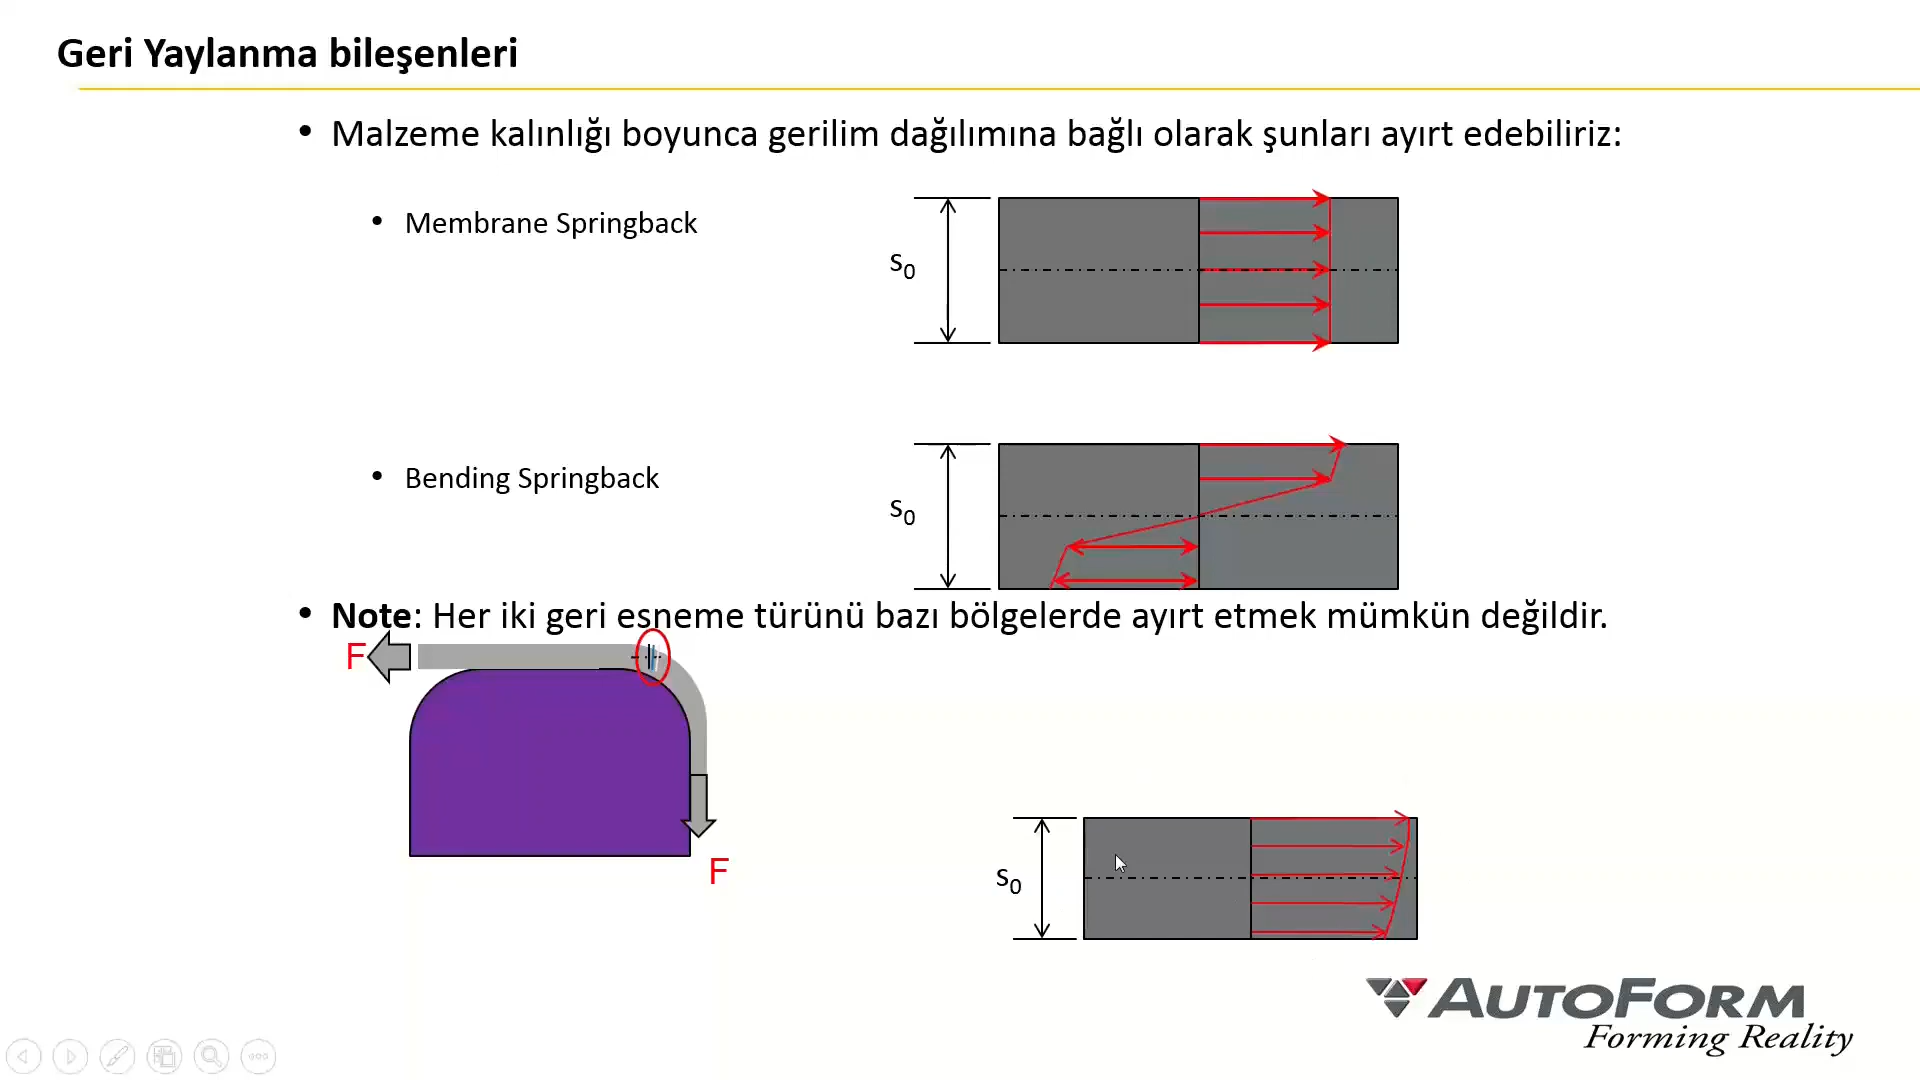 Geri Yaylanma bileşenleri
• Malzeme kalınlığı boyunca gerilim dağılımına bağlı olarak şunları ayırt edebiliriz:
• Membrane Springback
s0
• Bending Springback
s0
• Note: Her iki geri esneme türünü bazı bölgelerde ayırt etmek mümkün değildir.
F
F
s0
AUTOFORM
Forming Reality